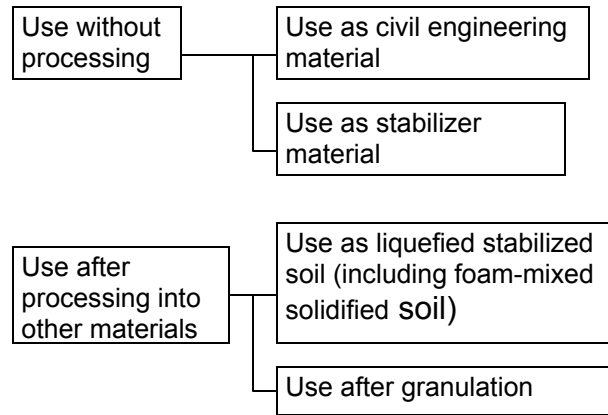 Use without
processing
Use as civil engineering
material
Use as stabilizer
material
Use after
processing into
other materials
Use as liquefied stabilized
soil (including foam-mixed
solidified soil)
Use after granulation